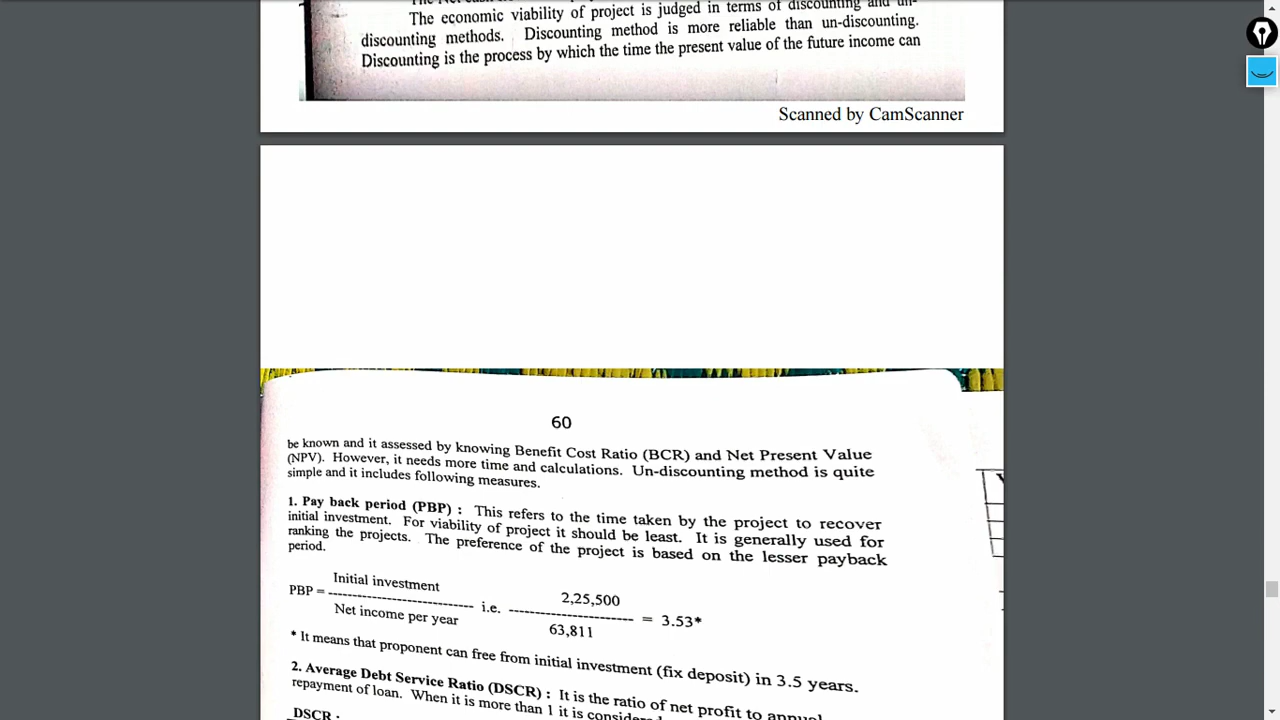 The economic viability of project is judged in terms of discounting and un-
discounting methods. Discounting method is more reliable than un-discounting.
Discounting is the process by which the time the present value of the future income can
Scanned by CamScanner
60
be known and it assessed by knowing Benefit Cost Ratio (BCR) and Net Present Value
(NPV). However, it needs more time and calculations. Un-discounting method is quite
simple and it includes following measures.
1. Pay back period (PBP) : This refers to the time taken by the project to recover
initial investment. For viability of project it should be least. It is generally used for
ranking the projects. The preference of the project is based on the lesser payback
period.
Initial investment 2,25,500
PBP = ------------------------ i.e. --------------------- = 3.53*
Net income per year 63,811
* It means that proponent can free from initial investment (fix deposit) in 3.5 years.
2. Average Debt Service Ratio (DSCR) : It is the ratio of net profit to annual
repayment of loan. When it is more than 1 it is
DSCR :